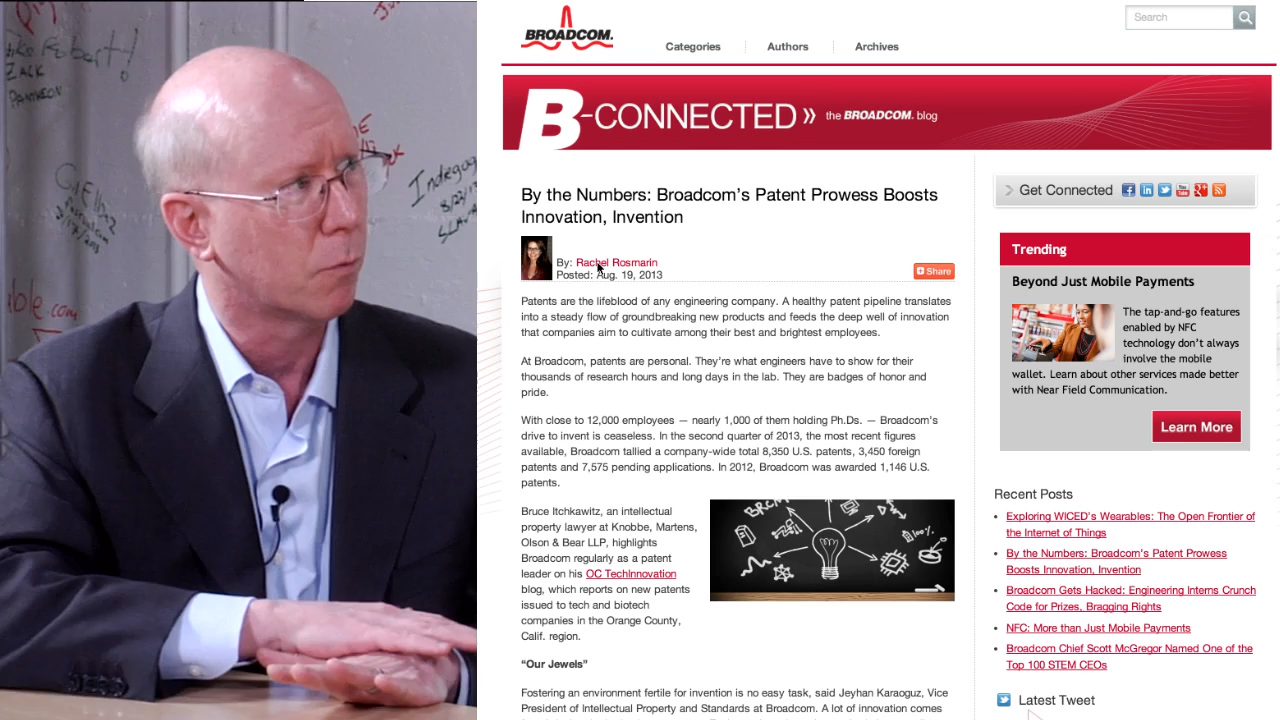 Robert!
ZACK
PANTHEON
Indegog
8/22/13
ble.com
BROADCOM.
Categories
Authors
Archives
Search
B-CONNECTED» the BROADCOM. blog
By the Numbers: Broadcom's Patent Prowess Boosts
Innovation, Invention
By: Rachel Rosmarin
Posted: Aug. 19, 2013
Share
Patents are the lifeblood of any engineering company. A healthy patent pipeline translates
into a steady flow of groundbreaking new products and feeds the deep well of innovation
that companies aim to cultivate among their best and brightest employees.
At Broadcom, patents are personal. They're what engineers have to show for their
thousands of research hours and long days in the lab. They are badges of honor and
pride.
With close to 12,000 employees — nearly 1,000 of them holding Ph.Ds. — Broadcom's
drive to invent is ceaseless. In the second quarter of 2013, the most recent figures
available, Broadcom tallied a company-wide total 8,350 U.S. patents, 3,450 foreign
patents and 7,575 pending applications. In 2012, Broadcom was awarded 1,146 U.S.
patents.
Bruce Itchkawitz, an intellectual
property lawyer at Knobbe, Martens,
Olson & Bear LLP, highlights
Broadcom regularly as a patent
leader on his OC TechInnovation
blog, which reports on new patents
issued to tech and biotech
companies in the Orange County,
Calif. region.
BRCM
100%
"Our Jewels"
Fostering an environment fertile for invention is no easy task, said Jeyhan Karaoguz, Vice
President of Intellectual Property and Standards at Broadcom. A lot of innovation comes
Get Connected
You
Tube
Trending
Beyond Just Mobile Payments
The tap-and-go features
enabled by NFC
technology don't always
involve the mobile
wallet. Learn about other services made better
with Near Field Communication.
Learn More
Recent Posts
Exploring WICED's Wearables: The Open Frontier of
the Internet of Things
By the Numbers: Broadcom's Patent Prowess
Boosts Innovation, Invention
Broadcom Gets Hacked: Engineering Interns Crunch
Code for Prizes, Bragging Rights
NFC: More than Just Mobile Payments
Broadcom Chief Scott McGregor Named One of the
Top 100 STEM CEOs
Latest Tweet